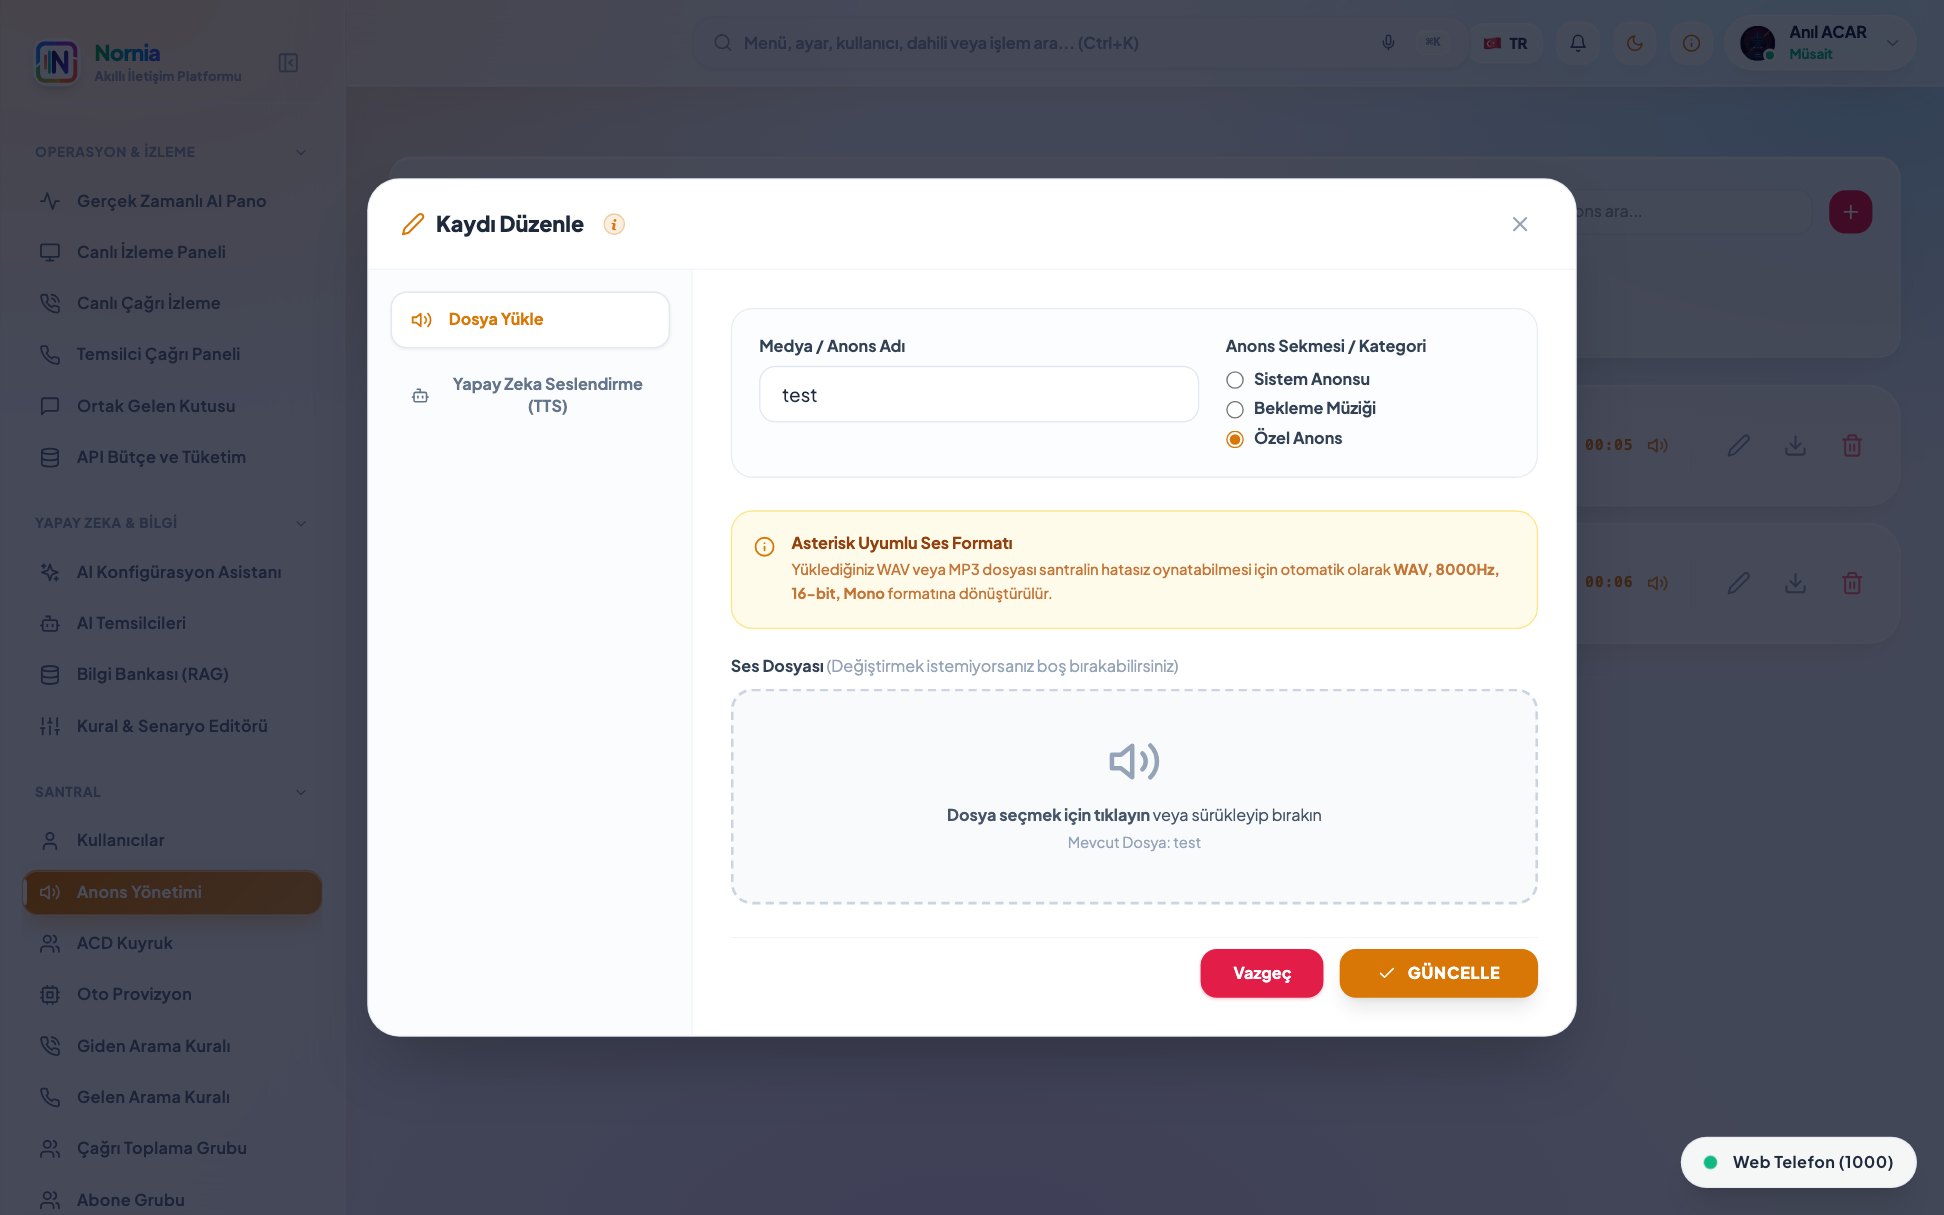 Nornia
Akıllı İletişim Platformu
Menü, ayar, kullanıcı, dahili veya işlem ara... (Ctrl+K)
⌘K
TR
Anıl ACAR
Müsait
OPERASYON & İZLEME
Gerçek Zamanlı AI Pano
Canlı İzleme Paneli
Canlı Çağrı İzleme
Temsilci Çağrı Paneli
Ortak Gelen Kutusu
API Bütçe ve Tüketim
YAPAY ZEKA & BİLGİ
AI Konfigürasyon Asistanı
AI Temsilcileri
Bilgi Bankası (RAG)
Kural & Senaryo Editörü
SANTRAL
Kullanıcılar
Anons Yönetimi
ACD Kuyruk
Oto Provizyon
Giden Arama Kuralı
Gelen Arama Kuralı
Çağrı Toplama Grubu
Abone Grubu
Kaydı Düzenle
Dosya Yükle
Yapay Zeka Seslendirme
(TTS)
Medya / Anons Adı
test
Anons Sekmesi / Kategori
Sistem Anonsu
Bekleme Müziği
Özel Anons
Asterisk Uyumlu Ses Formatı
Yüklediğiniz WAV veya MP3 dosyası santralin hatasız oynatabilmesi için otomatik olarak WAV, 8000Hz,
16-bit, Mono formatına dönüştürülür.
Ses Dosyası (Değiştirmek istemiyorsanız boş bırakabilirsiniz)
Dosya seçmek için tıklayın veya sürükleyip bırakın
Mevcut Dosya: test
Vazgeç
GÜNCELLE
ara...
00:05
00:06
Web Telefon (1000)